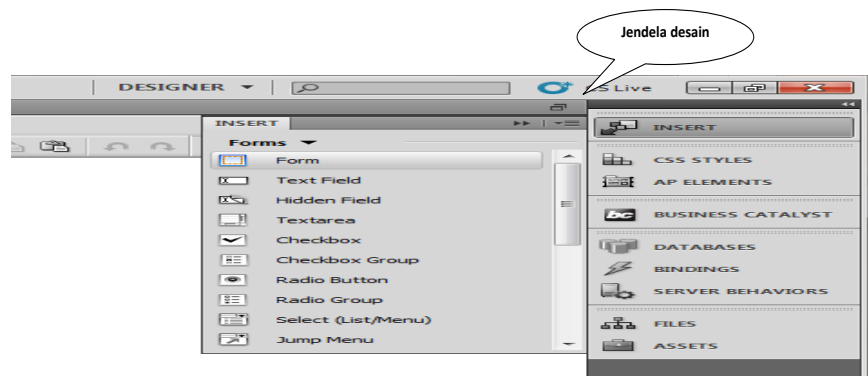 Jendela desain
DESIGNER
S Live
INSERT
Forms
Form
Text Field
Hidden Field
Textarea
Checkbox
Checkbox Group
Radio Button
Radio Group
Select (List/Menu)
Jump Menu
INSERT
CSS STYLES
AP ELEMENTS
BUSINESS CATALYST
DATABASES
BINDINGS
SERVER BEHAVIORS
FILES
ASSETS